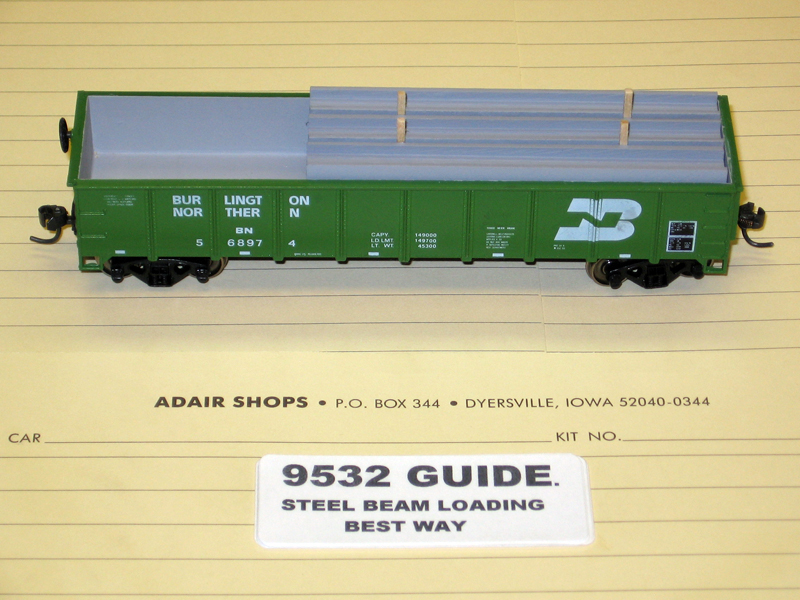 BUR LINGT ON
NOR THER N
BN
5 6897 4
CAPY. 149000
LD.LMT. 149700
LT. WT. 45300
ADAIR SHOPS • P.O. BOX 344 • DYERSVILLE, IOWA 52040-0344
CAR KIT NO.
9532 GUIDE.
STEEL BEAM LOADING
BEST WAY